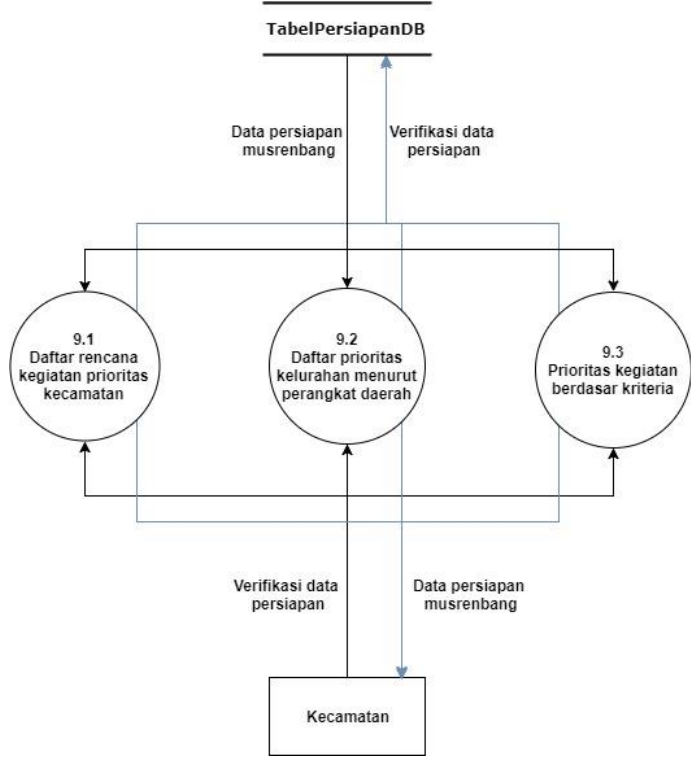 TabelPersiapanDB
Data persiapan
musrenbang
Verifikasi data
persiapan
9.1
Daftar rencana
kegiatan prioritas
kecamatan
9.2
Daftar prioritas
kelurahan menurut
perangkat daerah
9.3
Prioritas kegiatan
berdasar kriteria
Verifikasi data
persiapan
Data persiapan
musrenbang
Kecamatan